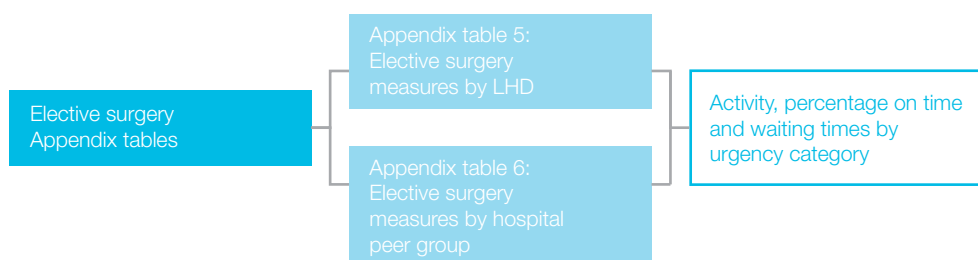 Elective surgery
Appendix tables
Appendix table 5:
Elective surgery
measures by LHD
Appendix table 6:
Elective surgery
measures by hospital
peer group
Activity, percentage on time
and waiting times by
urgency category